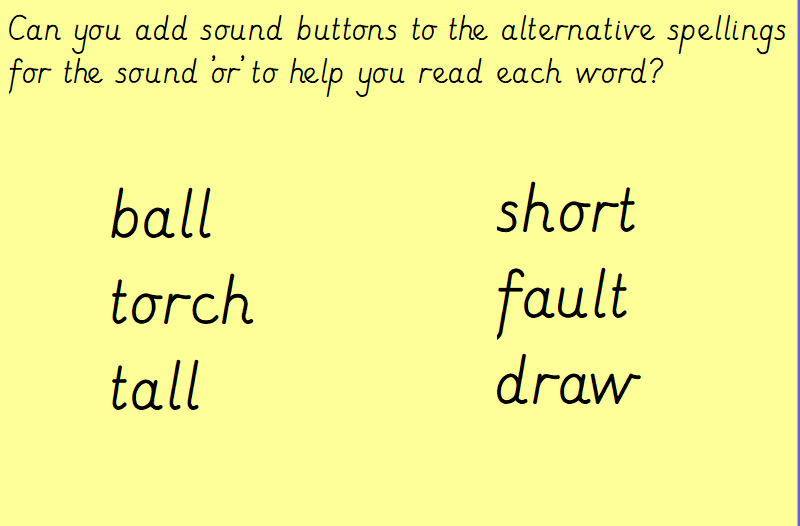 Can you add sound buttons to the alternative spellings
for the sound 'or' to help you read each word?
ball
torch
tall
short
fault
draw